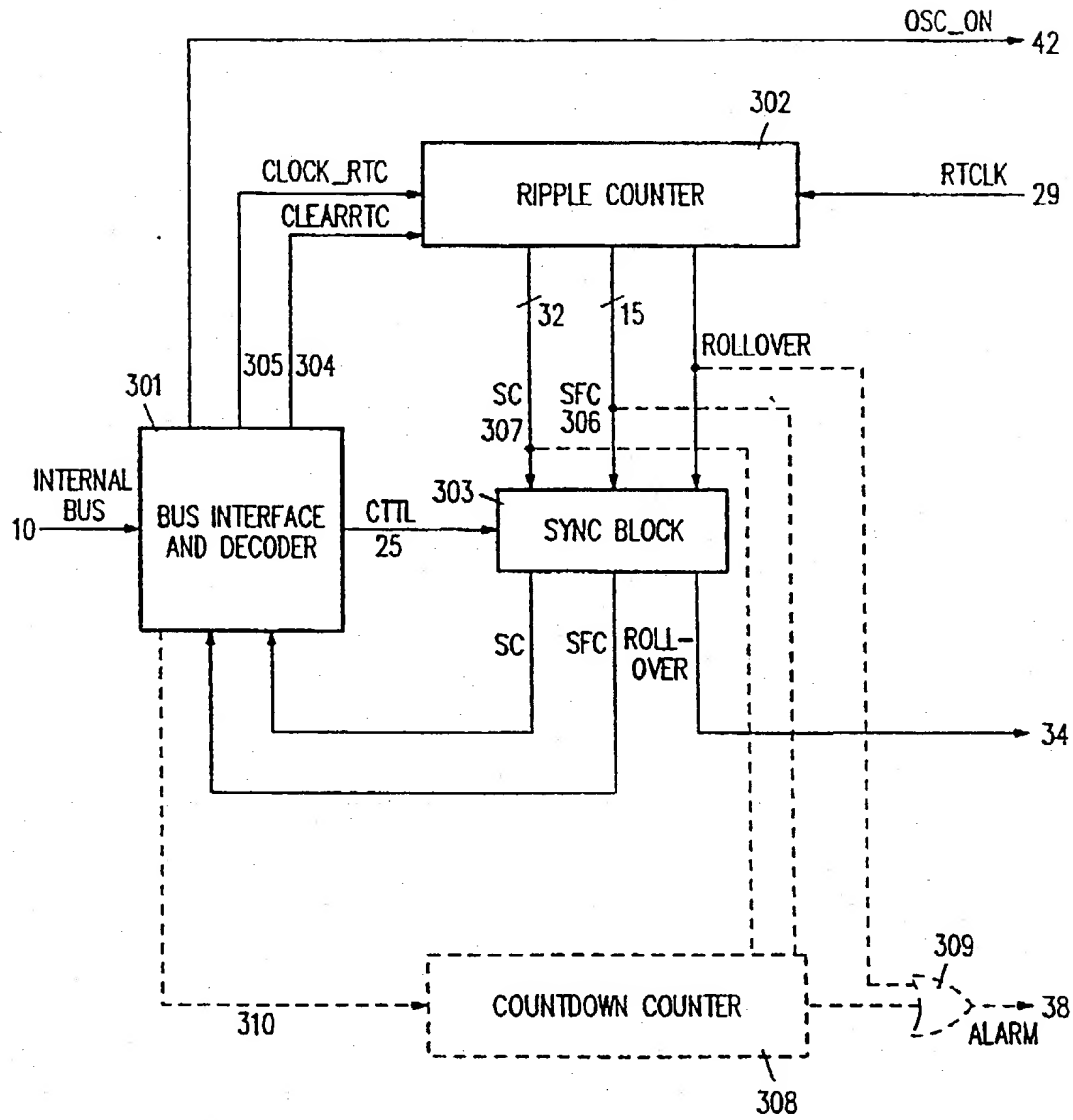 OSC_ON
42
302
CLOCK_RTC
RIPPLE COUNTER
RTCLK
29
CLEARRTC
32
15
ROLLOVER
305
304
301
SC
307
SFC
306
INTERNAL
BUS
10
BUS INTERFACE
AND DECODER
CTTL
25
303
SYNC BLOCK
SC
SFC
ROLL-
OVER
34
309
COUNTDOWN COUNTER
38
ALARM
310
308